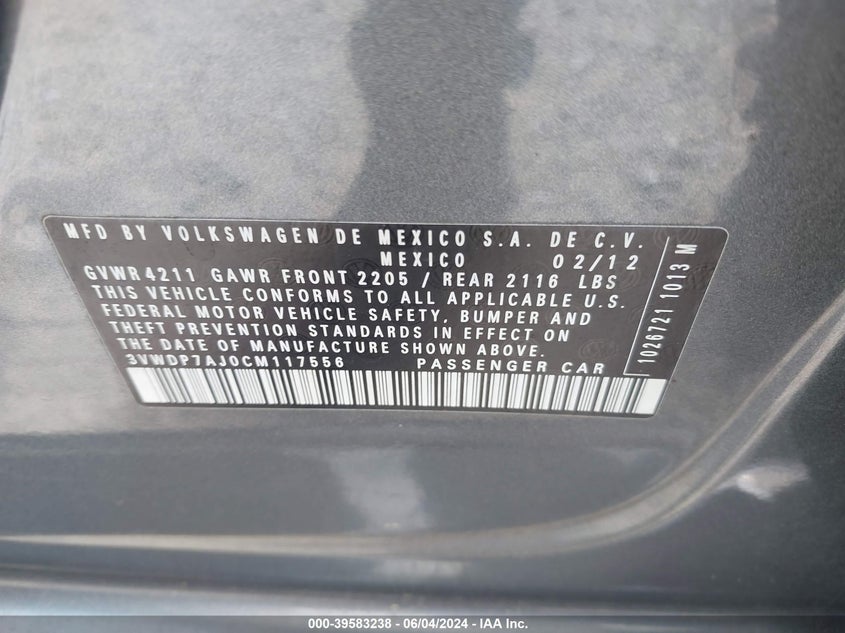 MFD BY VOLKSWAGEN DE MEXICO S.A. DE C.V.
MEXICO 02/12
GVWR 4211 GAWR FRONT 2205 / REAR 2116 LBS
THIS VEHICLE CONFORMS TO ALL APPLICABLE U.S.
FEDERAL MOTOR VEHICLE SAFETY, BUMPER AND
THEFT PREVENTION STANDARDS IN EFFECT ON
THE DATE OF MANUFACTURE SHOWN ABOVE.
3VWDP7AJ0CM117556 PASSENGER CAR
1026721 1013 M
000-39583238 - 06/04/2024 - IAA Inc.